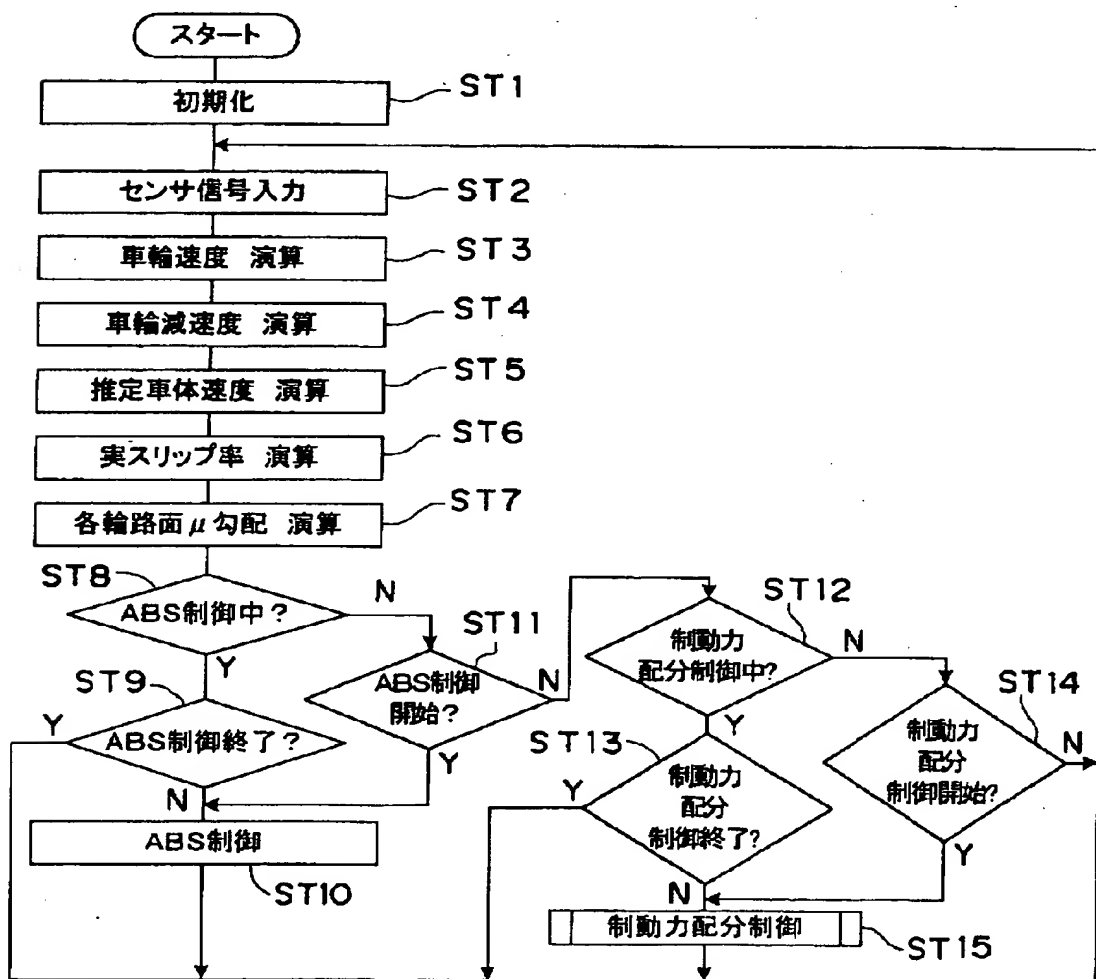 スタート
初期化
ST1
センサ信号入力
ST2
車輪速度 演算
ST3
車輪減速度 演算
ST4
推定車体速度 演算
ST5
実スリップ率 演算
ST6
各輪路面μ勾配 演算
ST7
ST8
ABS制御中?
N
Y
ST9
ABS制御終了?
Y
N
ABS制御
ST10
ST11
ABS制御
開始?
N
Y
ST12
制動力
配分制御中?
N
Y
ST13
制動力
配分
制御終了?
Y
N
ST14
制動力
配分
制御開始?
N
Y
制動力配分制御
ST15